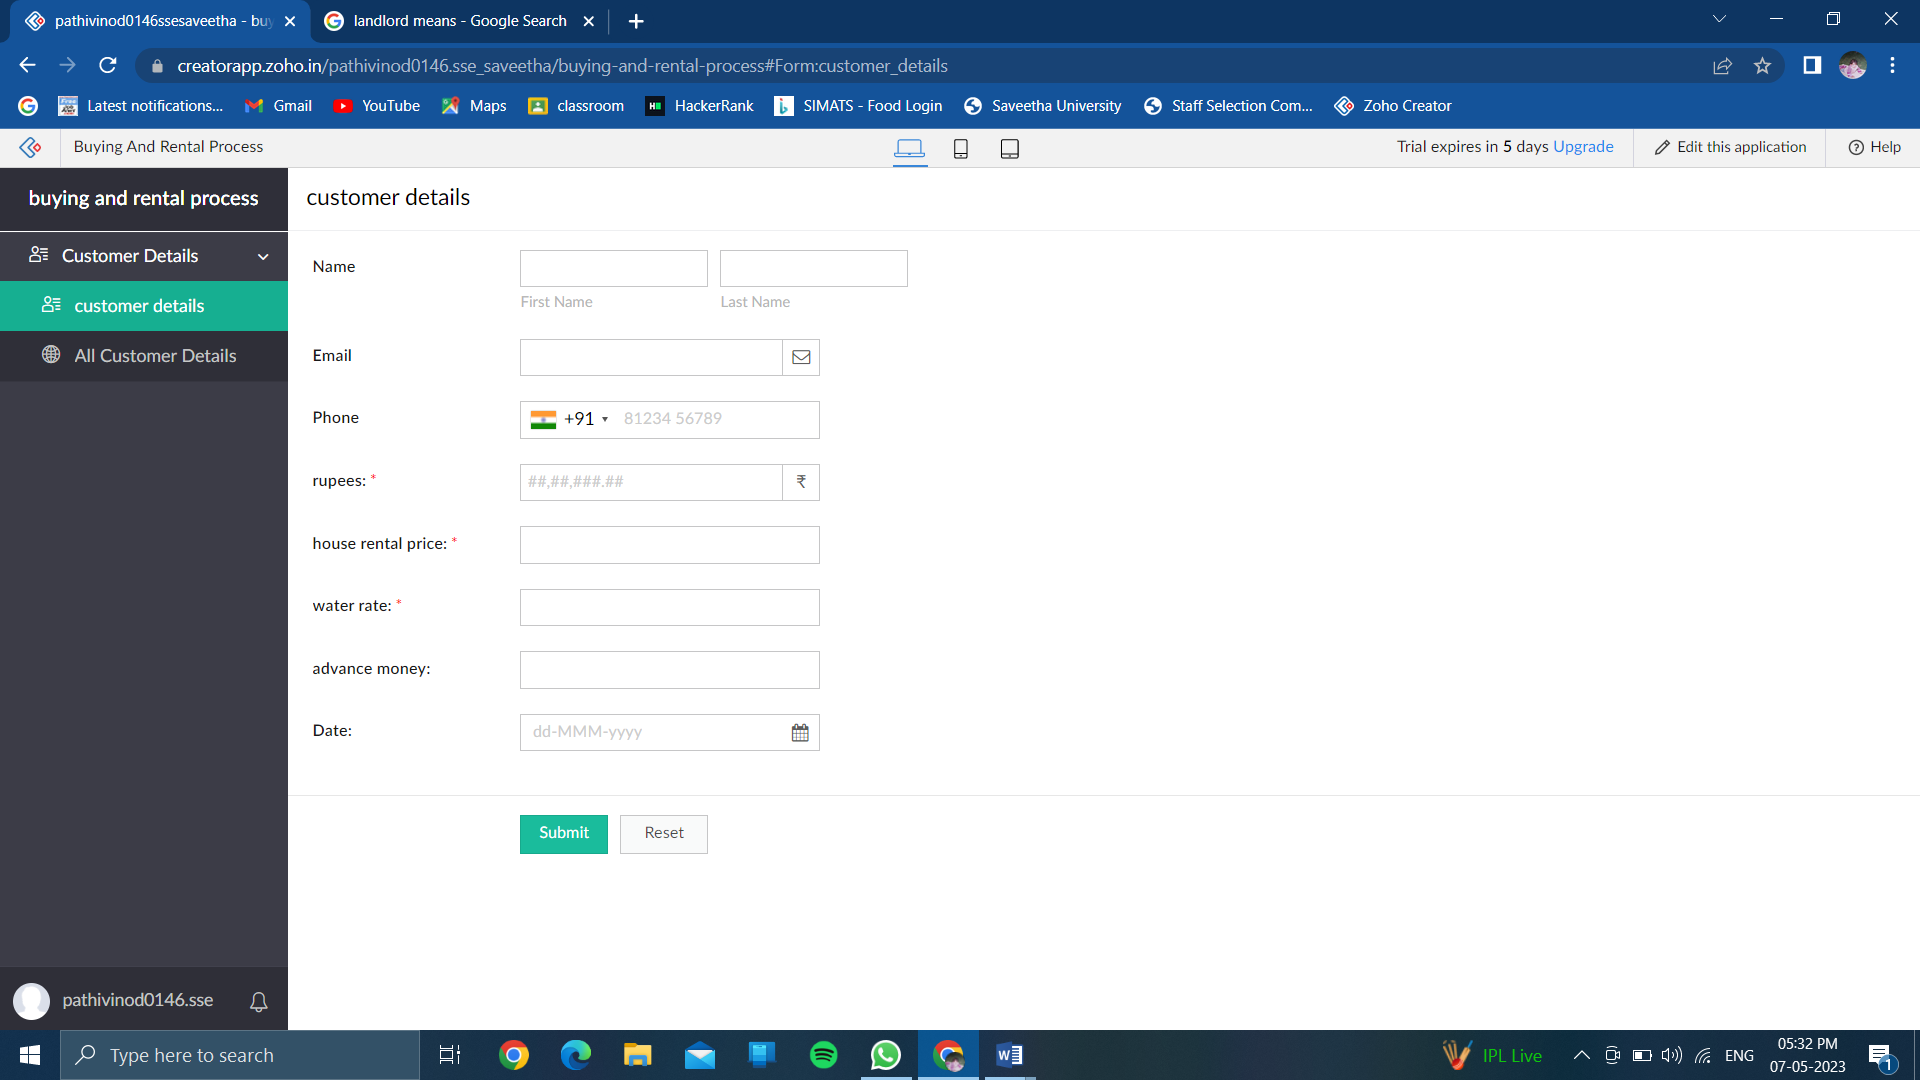 pathivinod0146ssesaveetha - buy
landlord means - Google Search
creatorapp.zoho.in/pathivinod0146.sse_saveetha/buying-and-rental-process#Form:customer_details
Latest notifications...
Gmail
YouTube
Maps
classroom
HackerRank
SIMATS - Food Login
Saveetha University
Staff Selection Com...
Zoho Creator
Buying And Rental Process
Trial expires in 5 days Upgrade
Edit this application
Help
buying and rental process
customer details
Customer Details
customer details
All Customer Details
Name
First Name
Last Name
Email
Phone
+91
81234 56789
rupees: *
##,##,###.##
₹
house rental price: *
water rate: *
advance money:
Date:
dd-MMM-yyyy
Submit
Reset
pathivinod0146.sse
Type here to search
IPL Live
ENG
05:32 PM
07-05-2023
1